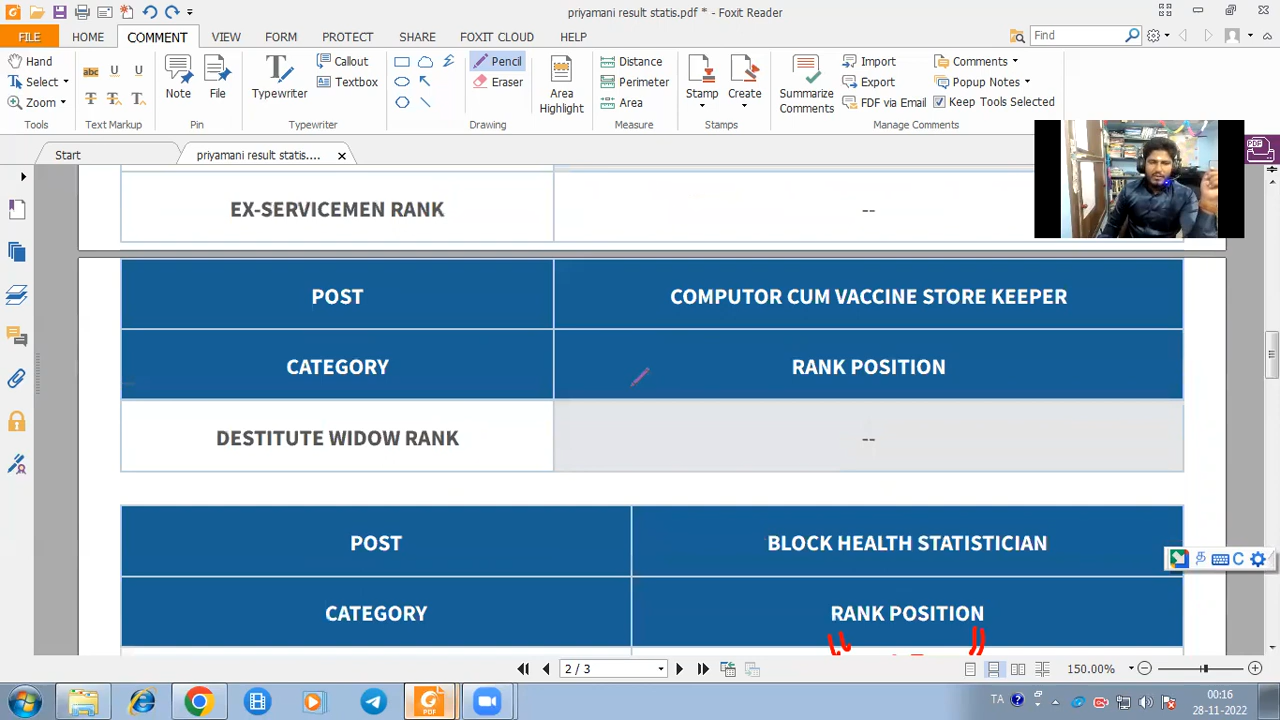 priyamani result statis.pdf * - Foxit Reader
FILE HOME COMMENT VIEW FORM PROTECT SHARE FOXIT CLOUD HELP Find
Hand Callout Pencil Distance Import Comments
Select Textbox Eraser Perimeter Export Popup Notes
Zoom Note File Typewriter Area Highlight Area Stamp Create Summarize Comments FDF via Email Keep Tools Selected
Tools Text Markup Pin Typewriter Drawing Measure Stamps Manage Comments
Start priyamani result statis....
EX-SERVICEMEN RANK --
POST COMPUTOR CUM VACCINE STORE KEEPER
CATEGORY RANK POSITION
DESTITUTE WIDOW RANK --
POST BLOCK HEALTH STATISTICIAN
CATEGORY RANK POSITION
2 / 3 150.00%
TA 00:16
28-11-2022